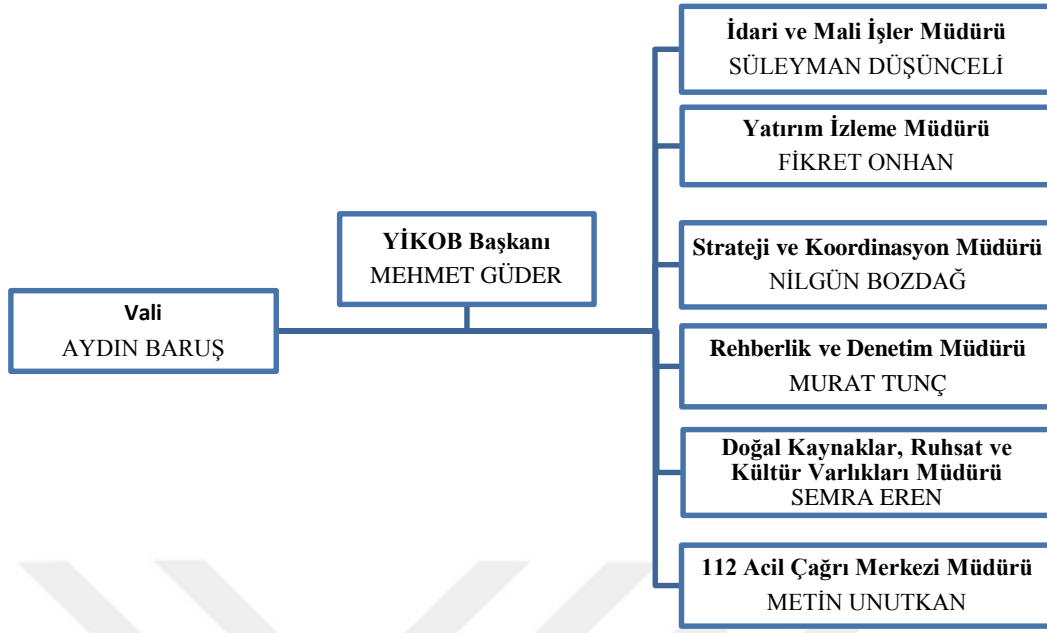 İdari ve Mali İşler Müdürü
SÜLEYMAN DÜŞÜNCELİ
Yatırım İzleme Müdürü
FİKRET ONHAN
YİKOB Başkanı
MEHMET GÜDER
Strateji ve Koordinasyon Müdürü
NİLGÜN BOZDAĞ
Vali
AYDIN BARUŞ
Rehberlik ve Denetim Müdürü
MURAT TUNÇ
Doğal Kaynaklar, Ruhsat ve
Kültür Varlıkları Müdürü
SEMRA EREN
112 Acil Çağrı Merkezi Müdürü
METİN UNUTKAN